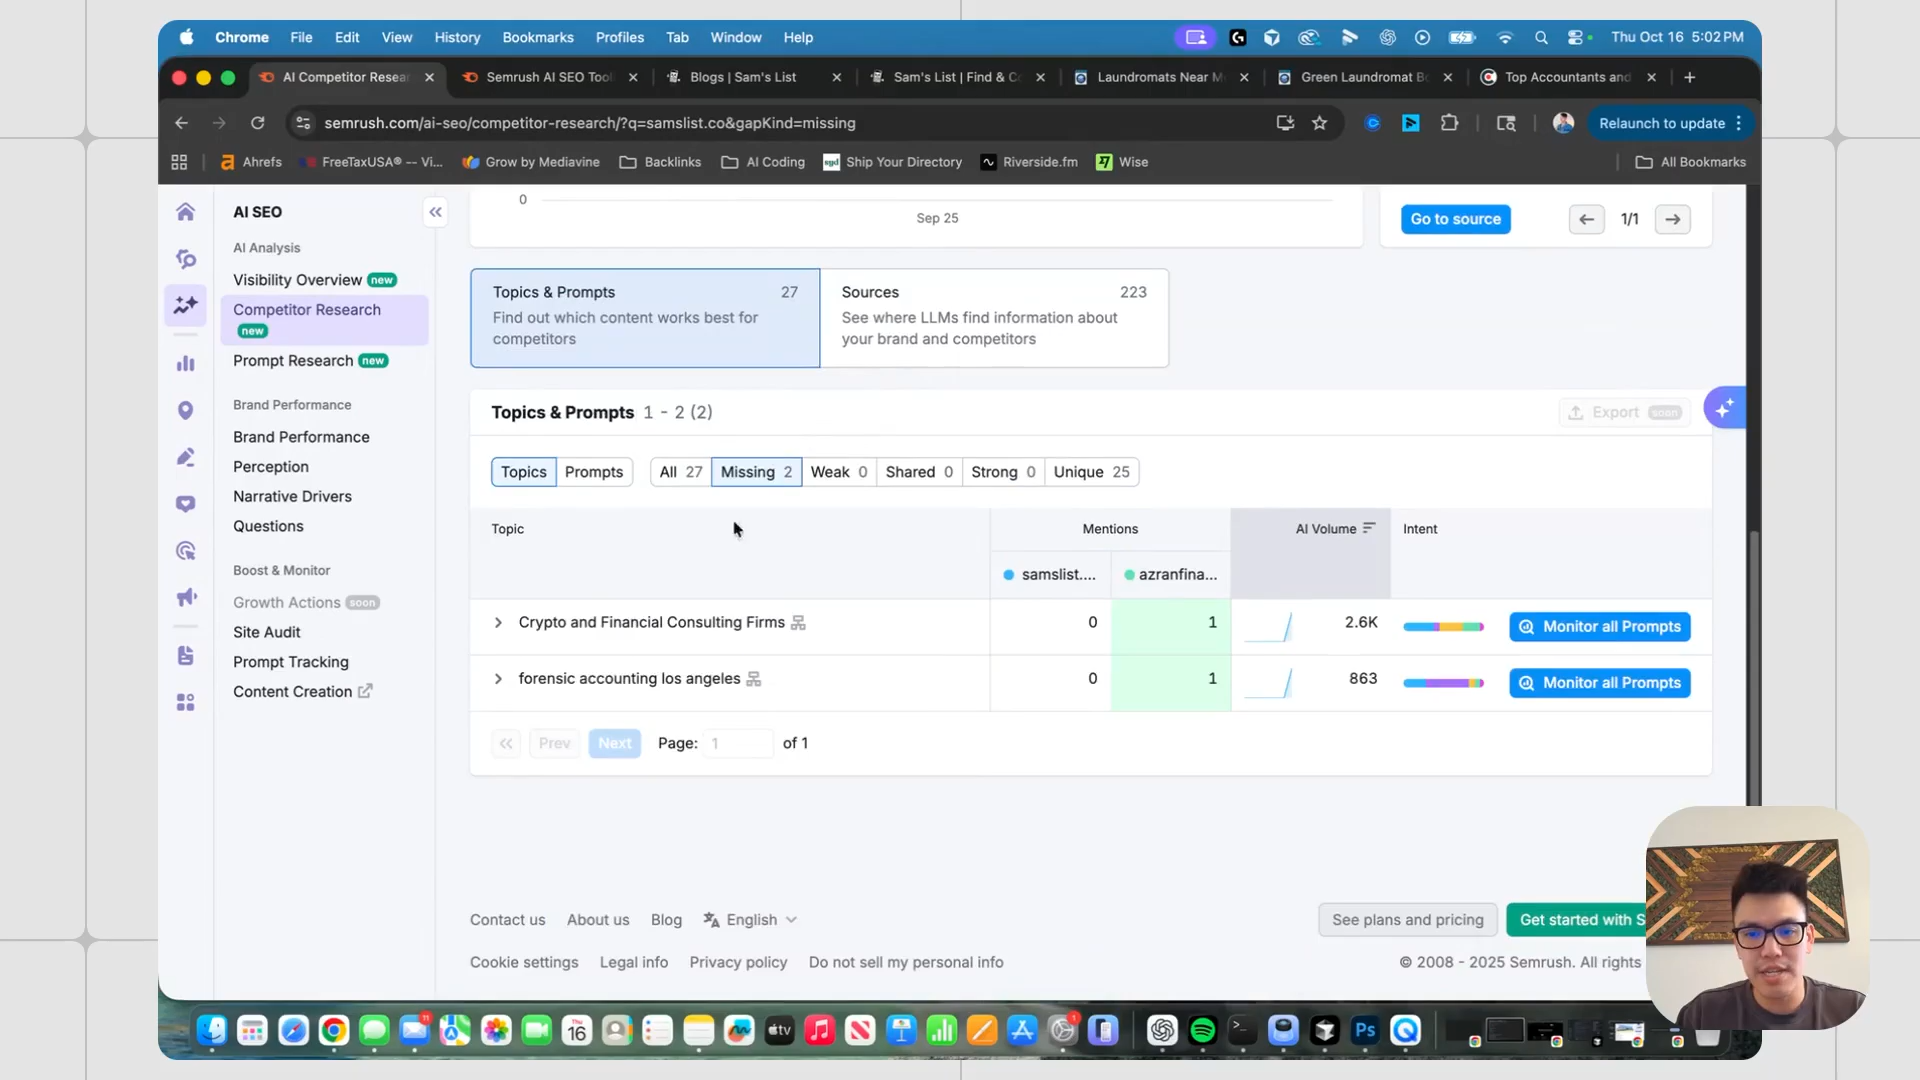 Chrome File Edit View History Bookmarks Profiles Tab Window Help Thu Oct 16 5:02 PM
AI Competitor Resear Semrush AI SEO Tool Blogs | Sam's List Sam's List | Find & C Laundromats Near M Green Laundromat B Top Accountants and
semrush.com/ai-seo/competitor-research/?q=samslist.co&gapKind=missing Relaunch to update
Ahrefs FreeTaxUSA® -- Vi... Grow by Mediavine Backlinks AI Coding Ship Your Directory Riverside.fm Wise All Bookmarks
AI SEO
AI Analysis
Visibility Overview new
Competitor Research
new
Prompt Research new
Brand Performance
Brand Performance
Perception
Narrative Drivers
Questions
Boost & Monitor
Growth Actions soon
Site Audit
Prompt Tracking
Content Creation
0
Sep 25
Go to source 1/1
Topics & Prompts 27
Find out which content works best for
competitors
Sources 223
See where LLMs find information about
your brand and competitors
Topics & Prompts 1 - 2 (2) Export soon
Topics Prompts All 27 Missing 2 Weak 0 Shared 0 Strong 0 Unique 25
Topic Mentions AI Volume Intent
samslist.... azranfina...
Crypto and Financial Consulting Firms 0 1 2.6K Monitor all Prompts
forensic accounting los angeles 0 1 863 Monitor all Prompts
Prev Next Page: 1 of 1
Contact us About us Blog English See plans and pricing Get started with S
Cookie settings Legal info Privacy policy Do not sell my personal info © 2008 - 2025 Semrush. All rights
11 THU 16 tv 1 Ps